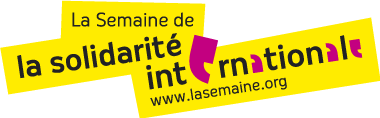 La Semaine de
la solidarité
internationale
www.lasemaine.org